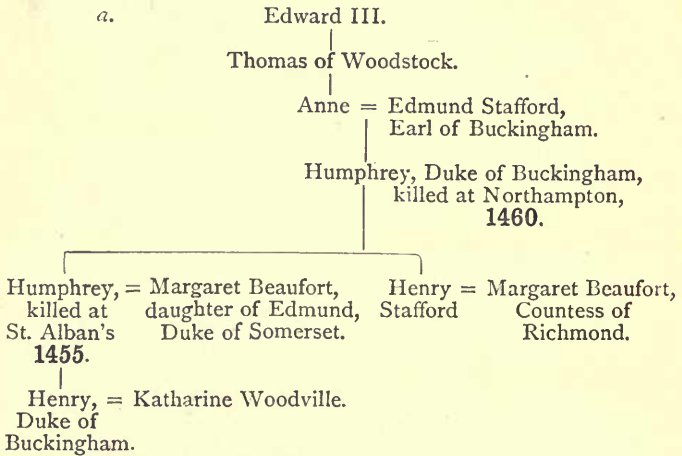 a.
Edward III.
Thomas of Woodstock.
Anne = Edmund Stafford,
Earl of Buckingham.
Humphrey, Duke of Buckingham,
killed at Northampton,
1460.
Humphrey, = Margaret Beaufort,
killed at daughter of Edmund,
St. Alban's Duke of Somerset.
1455.
Henry = Margaret Beaufort,
Stafford Countess of
Richmond.
Henry, = Katharine Woodville.
Duke of
Buckingham.